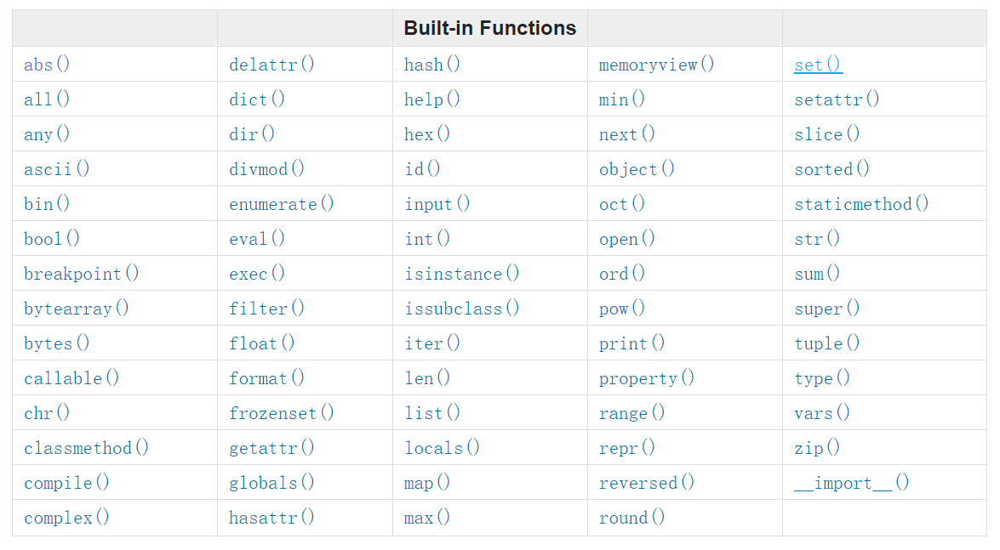 Built-in Functions
abs() delattr() hash() memoryview() set()
all() dict() help() min() setattr()
any() dir() hex() next() slice()
ascii() divmod() id() object() sorted()
bin() enumerate() input() oct() staticmethod()
bool() eval() int() open() str()
breakpoint() exec() isinstance() ord() sum()
bytearray() filter() issubclass() pow() super()
bytes() float() iter() print() tuple()
callable() format() len() property() type()
chr() frozenset() list() range() vars()
classmethod() getattr() locals() repr() zip()
compile() globals() map() reversed() __import__()
complex() hasattr() max() round()